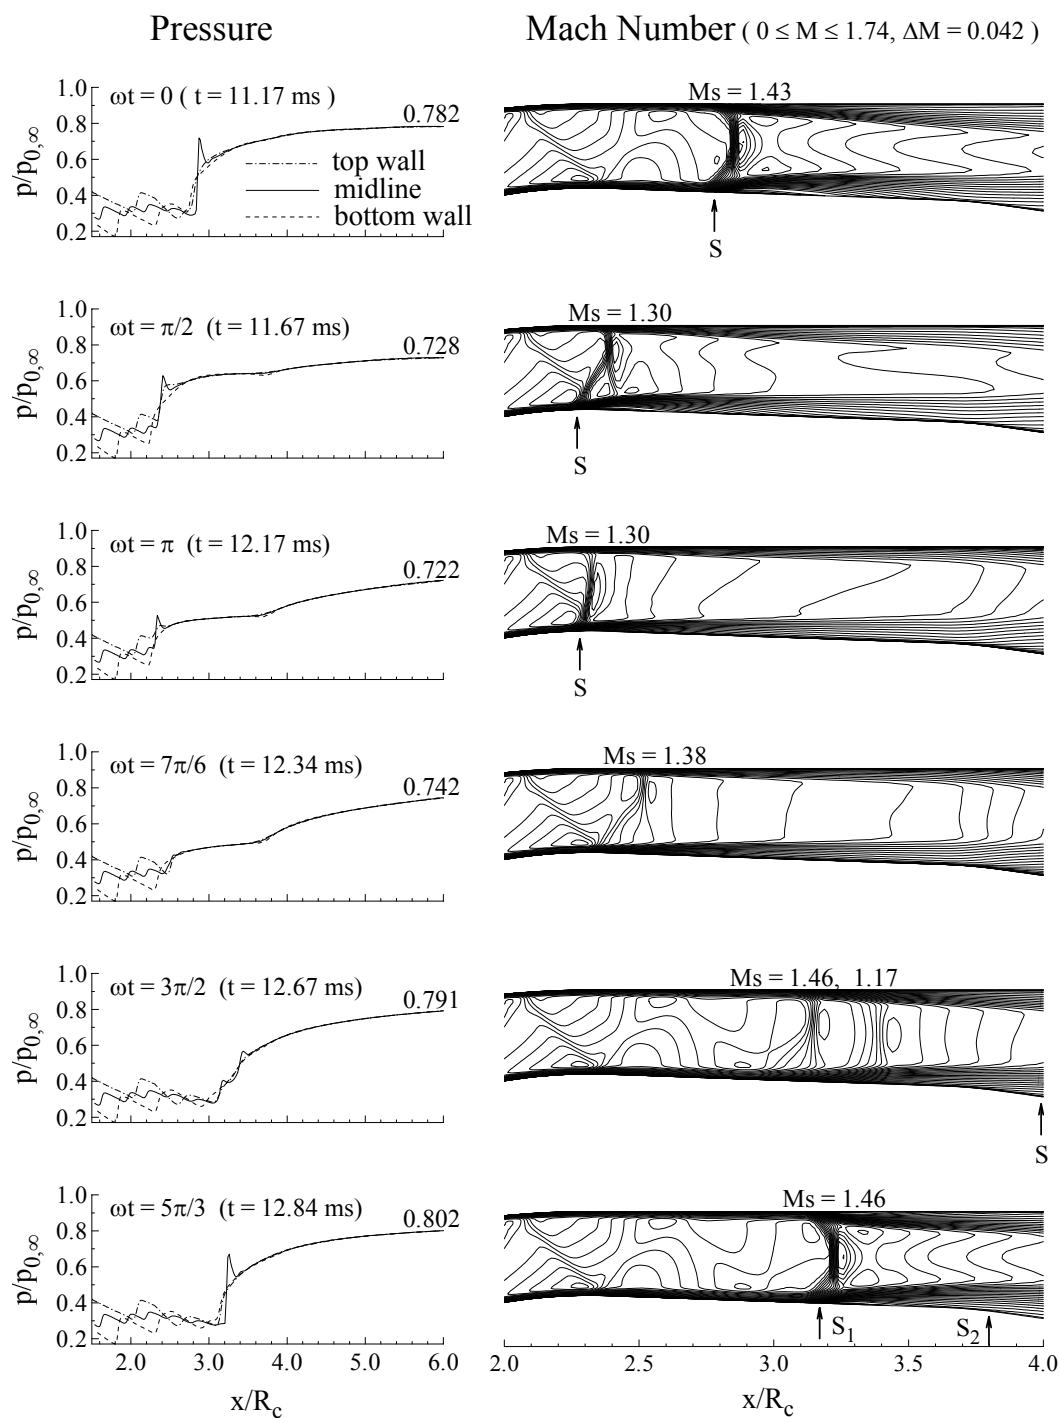 Pressure
Mach Number ( 0 ≤ M ≤ 1.74, ΔM = 0.042 )
p/p0,∞
1.0
0.8
0.6
0.4
0.2
ωt = 0 ( t = 11.17 ms )
0.782
top wall
midline
bottom wall
Ms = 1.43
S
p/p0,∞
1.0
0.8
0.6
0.4
0.2
ωt = π/2 (t = 11.67 ms)
0.728
Ms = 1.30
S
p/p0,∞
1.0
0.8
0.6
0.4
0.2
ωt = π (t = 12.17 ms)
0.722
Ms = 1.30
S
p/p0,∞
1.0
0.8
0.6
0.4
0.2
ωt = 7π/6 (t = 12.34 ms)
0.742
Ms = 1.38
p/p0,∞
1.0
0.8
0.6
0.4
0.2
ωt = 3π/2 (t = 12.67 ms)
0.791
Ms = 1.46, 1.17
S
p/p0,∞
1.0
0.8
0.6
0.4
0.2
ωt = 5π/3 (t = 12.84 ms)
0.802
Ms = 1.46
S1
S2
2.0 3.0 4.0 5.0 6.0
x/Rc
2.0 2.5 3.0 3.5 4.0
x/Rc